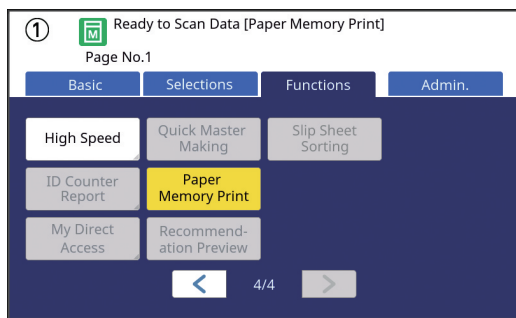 ①
M
Ready to Scan Data [Paper Memory Print]
Page No.1
Basic
Selections
Functions
Admin.
High Speed
Quick Master
Making
Slip Sheet
Sorting
ID Counter
Report
Paper
Memory Print
My Direct
Access
Recommend-
ation Preview
<
4/4
>